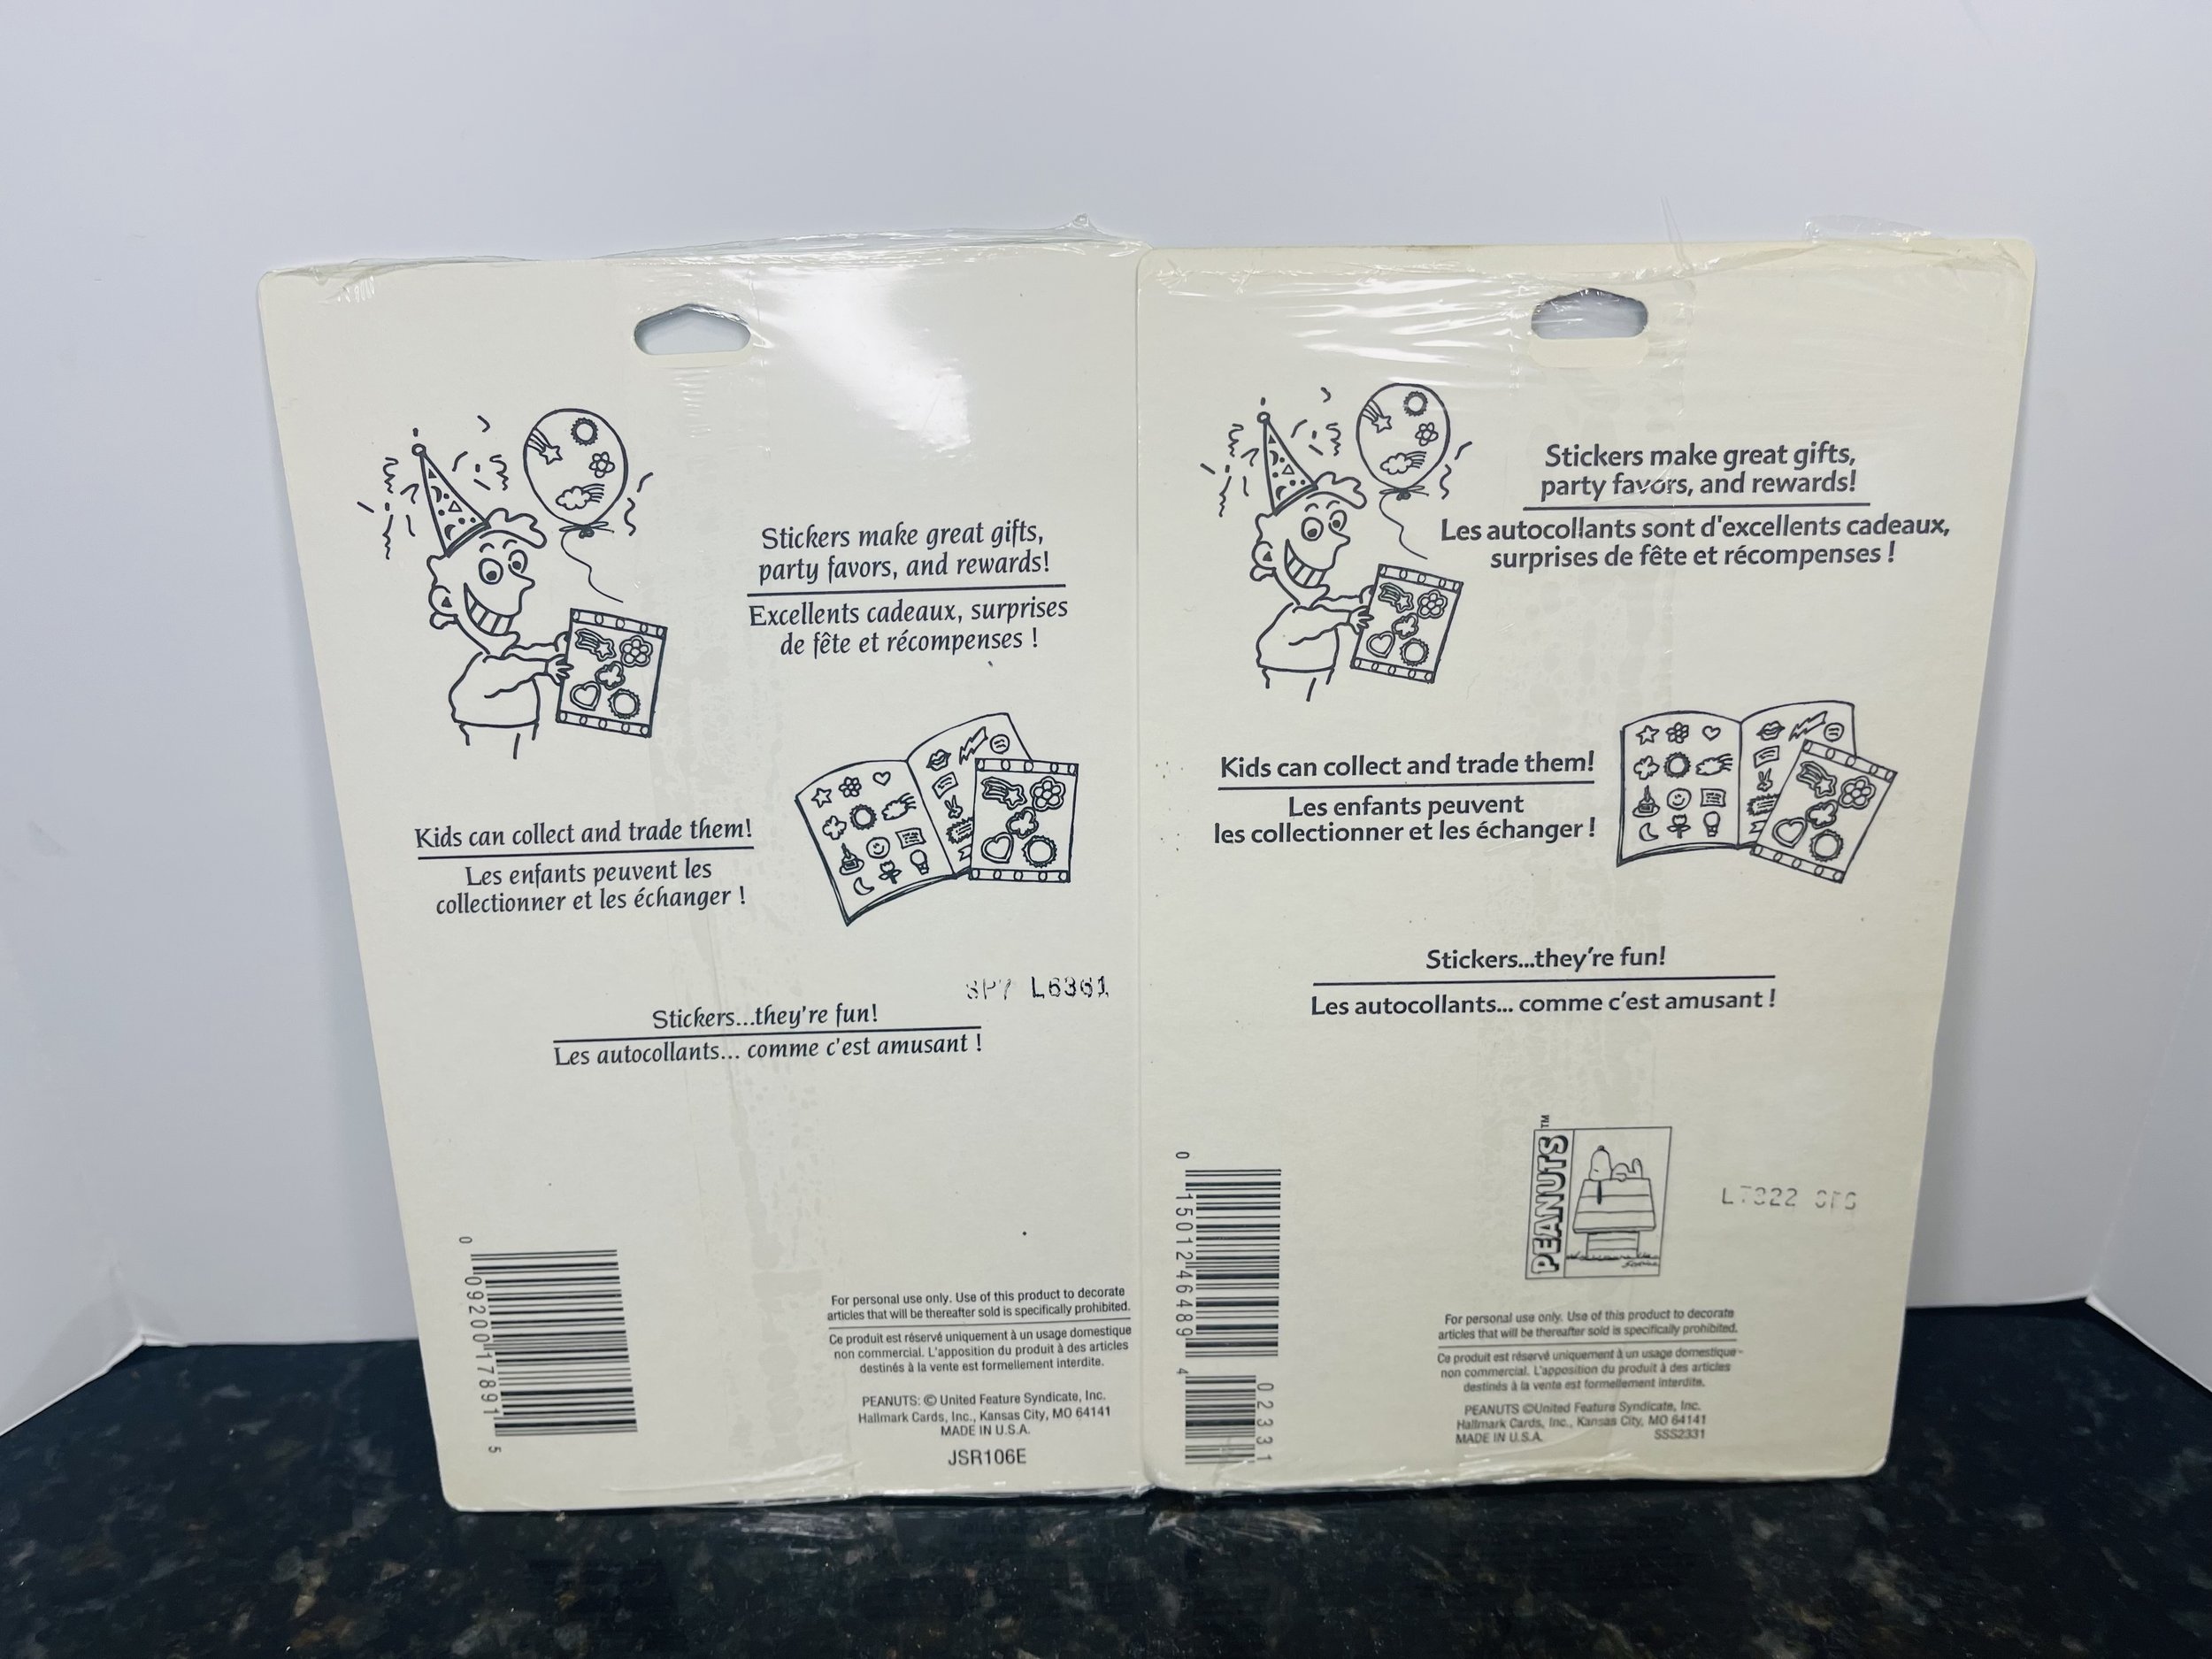 Stickers make great gifts,
party favors, and rewards!
Excellents cadeaux, surprises
de fête et récompenses !
Kids can collect and trade them!
Les enfants peuvent les
collectionner et les échanger !
L6361
Stickers...they're fun!
Les autocollants... comme c'est amusant !
0 09200 17891 5
For personal use only. Use of this product to decorate
articles that will be thereafter sold is specifically prohibited.
Ce produit est réservé uniquement à un usage domestique
non commercial. L'apposition du produit à des articles
destinés à la vente est formellement interdite.
PEANUTS: © United Feature Syndicate, Inc.
Hallmark Cards, Inc., Kansas City, MO 64141
MADE IN U.S.A.
JSR106E
Stickers make great gifts,
party favors, and rewards!
Les autocollants sont d'excellents cadeaux,
surprises de fête et récompenses !
Kids can collect and trade them!
Les enfants peuvent
les collectionner et les échanger !
Stickers...they're fun!
Les autocollants... comme c'est amusant !
PEANUTS™
0 15012 46489 4
02331
For personal use only. Use of this product to decorate
articles that will be thereafter sold is specifically prohibited.
Ce produit est réservé uniquement à un usage domestique
non commercial. L'apposition du produit à des articles
destinés à la vente est formellement interdite.
PEANUTS ©United Feature Syndicate, Inc.
Hallmark Cards, Inc., Kansas City, MO 64141
MADE IN U.S.A. SSS2331